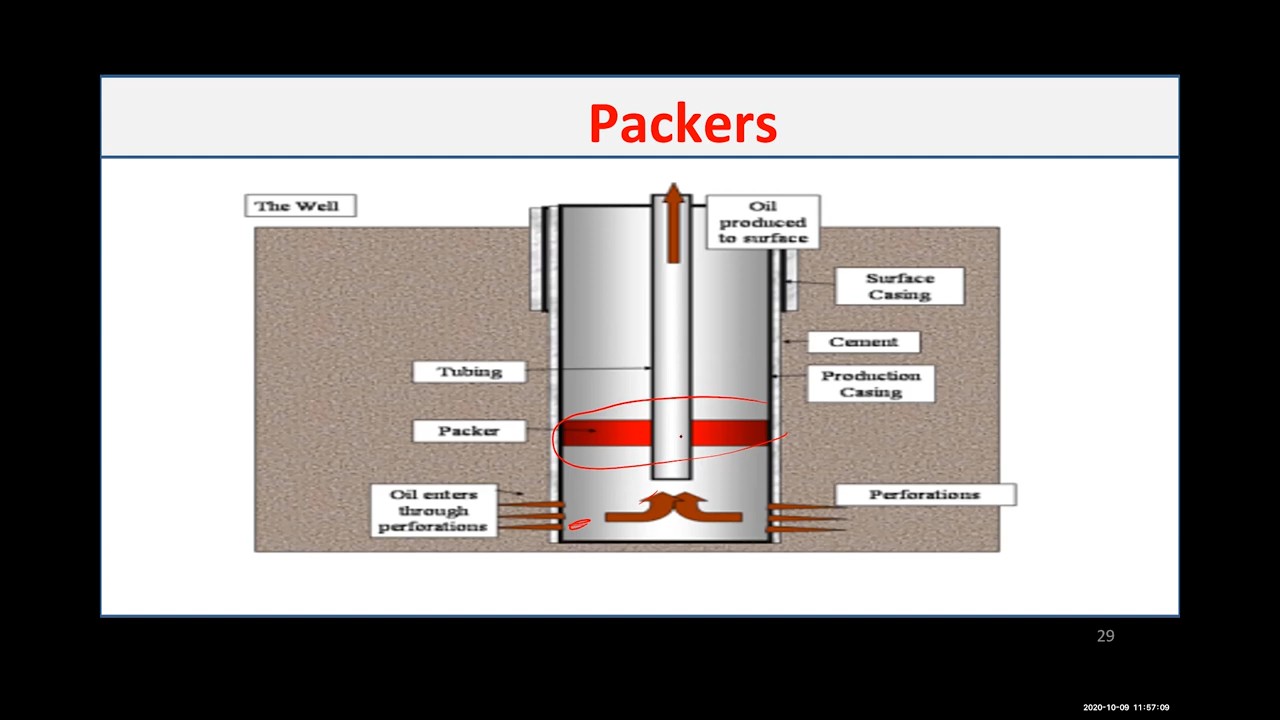 Packers
The Well
Oil
produced
to surface
Surface
Casing
Cement
Tubing
Production
Casing
Packer
Oil enters
through
perforations
Perforations
29
2020-10-09 11:57:09